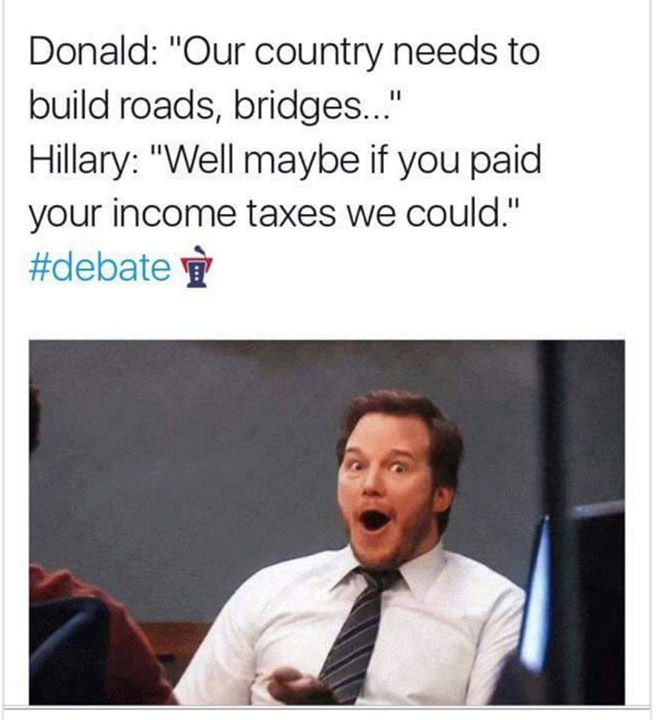 Donald: "Our country needs to
build roads, bridges..."
Hillary: "Well maybe if you paid
your income taxes we could."
#debate